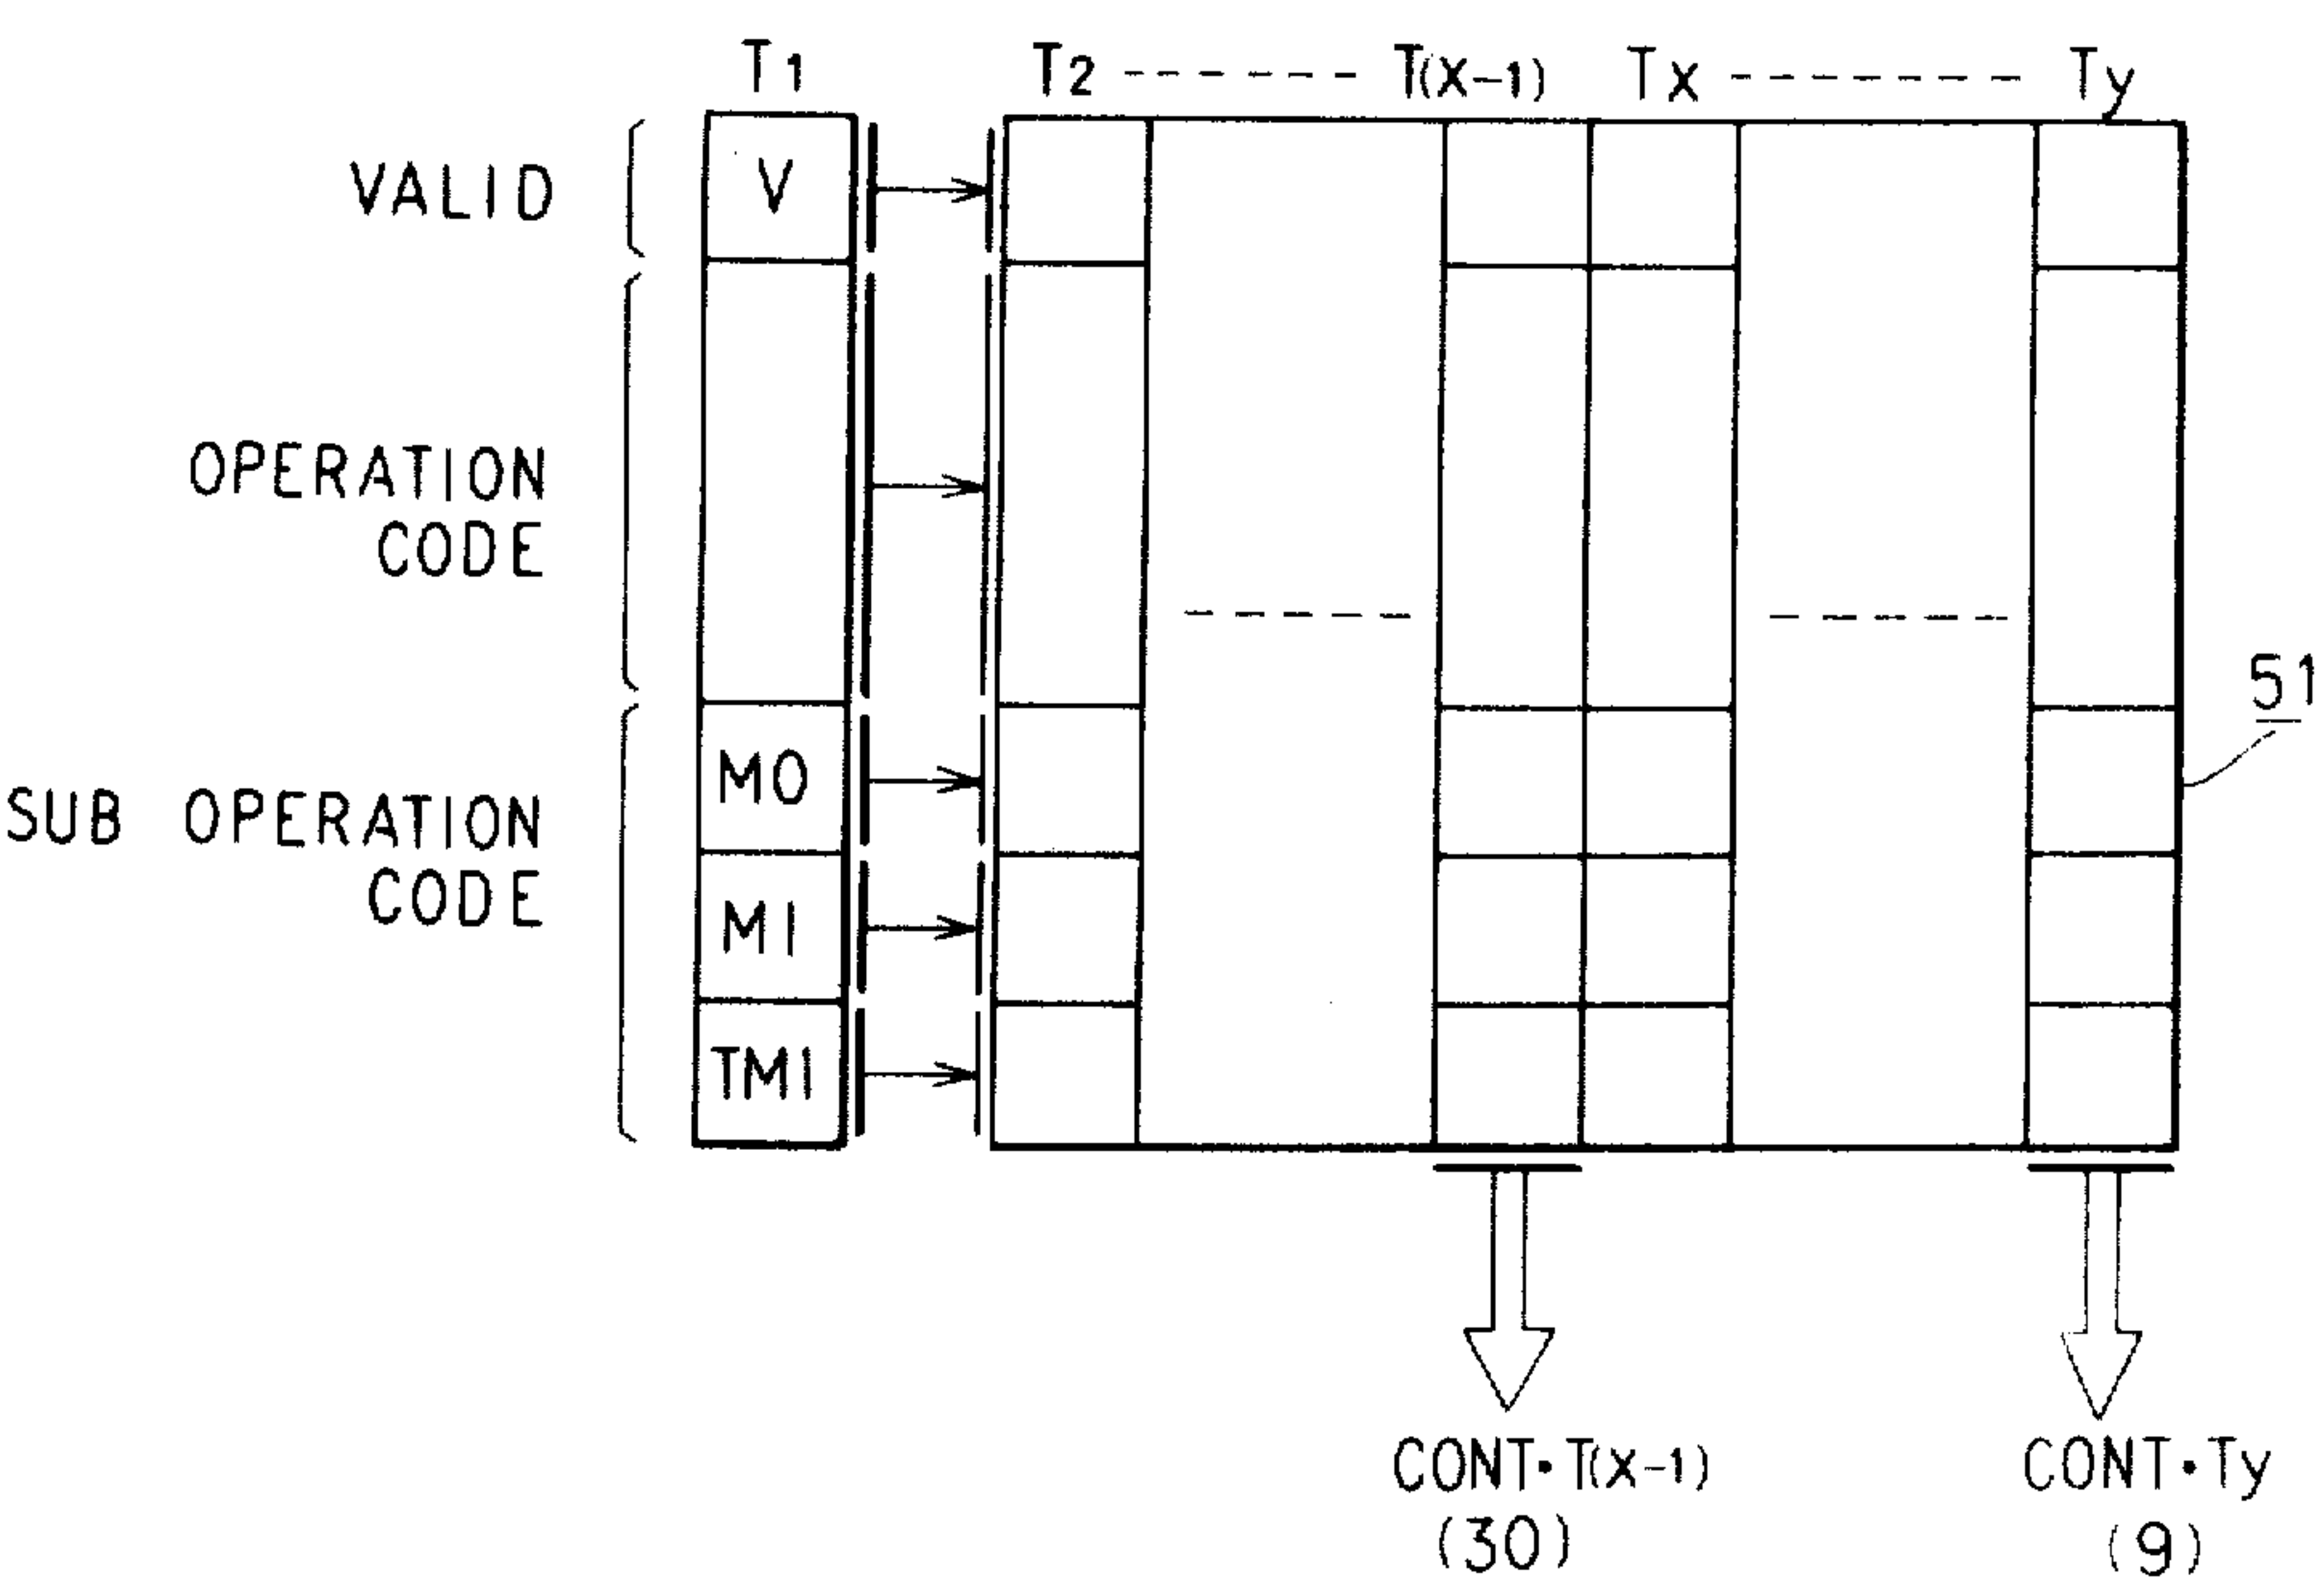 T1 T2 T(x-1) Tx Ty
VALID V
OPERATION
CODE
51
SUB OPERATION
CODE
M0
M1
TM1
CONT·T(x-1) CONT·Ty
(30) (9)